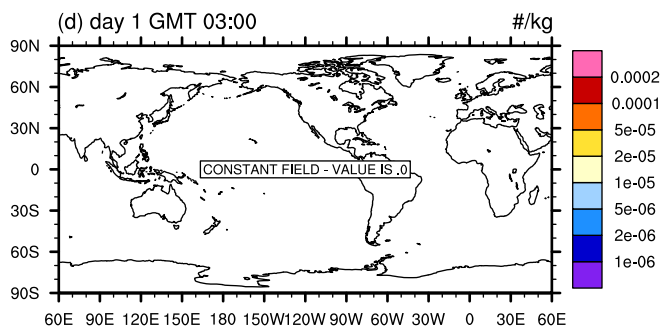 (d) day 1 GMT 03:00 #/kg
90N
60N
30N
0
30S
60S
90S
CONSTANT FIELD - VALUE IS .0
60E 90E 120E 150E 180 150W 120W 90W 60W 30W 0 30E 60E
0.0002
0.0001
5e-05
2e-05
1e-05
5e-06
2e-06
1e-06